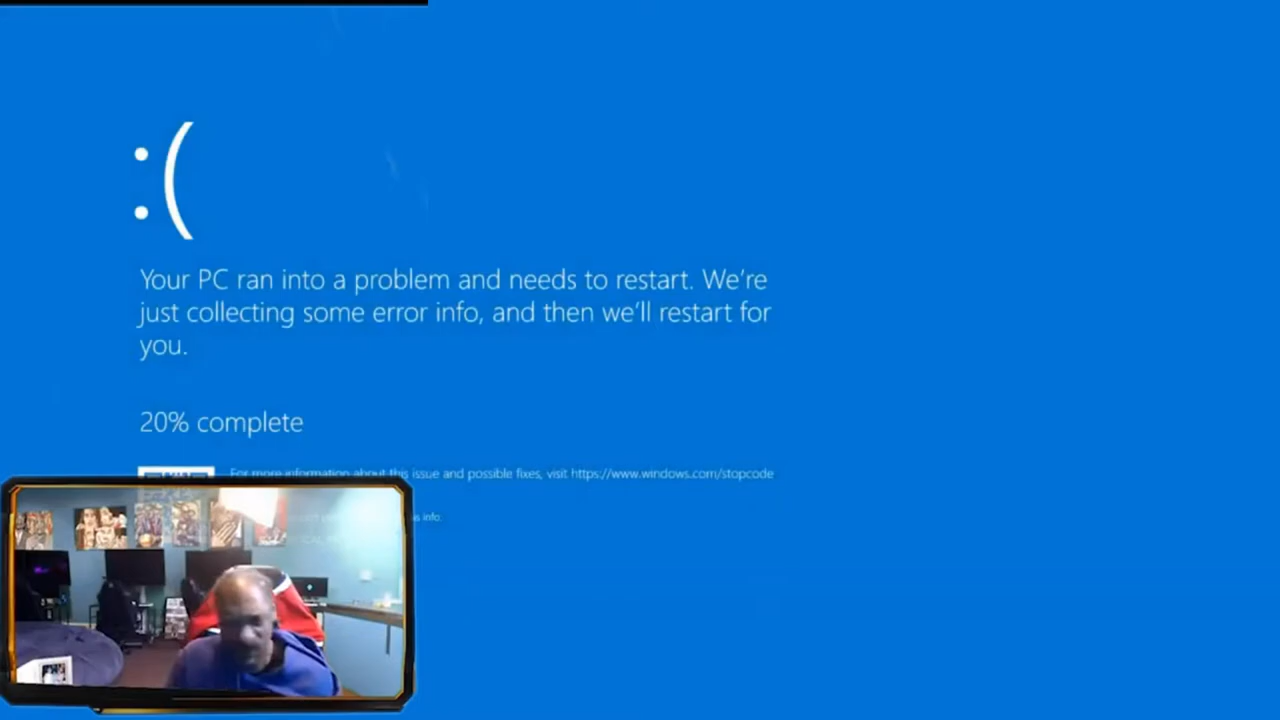 :(
Your PC ran into a problem and needs to restart. We're
just collecting some error info, and then we'll restart for
you.
20% complete
For more information about this issue and possible fixes, visit https://www.windows.com/stopcode
info: